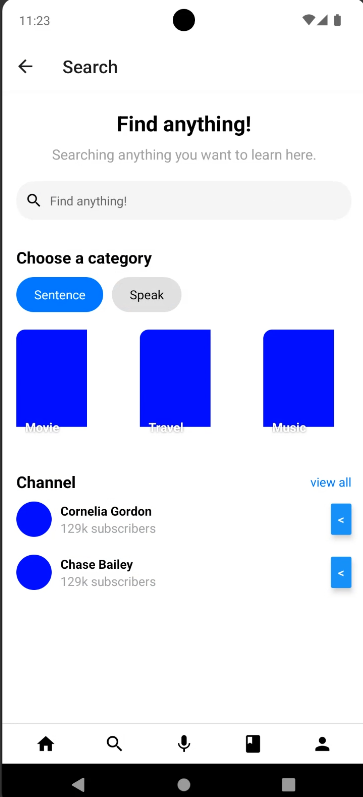 11:23
Search
Find anything!
Searching anything you want to learn here.
Find anything!
Choose a category
Sentence
Speak
Movie
Travel
Music
Channel
view all
Cornelia Gordon
129k subscribers
<
Chase Bailey
129k subscribers
<